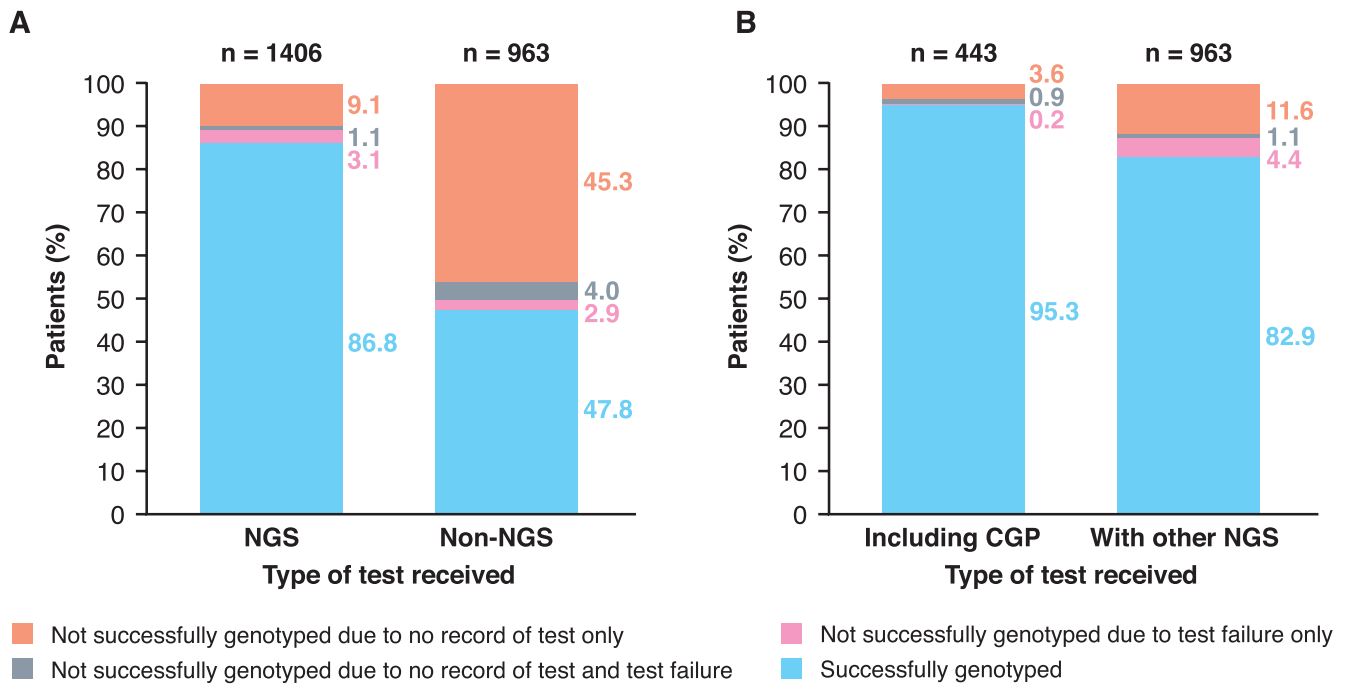 A
n = 1406
n = 963
100
90
80
70
60
50
40
30
20
10
0
Patients (%)
9.1
1.1
3.1
86.8
45.3
4.0
2.9
47.8
NGS
Non-NGS
Type of test received
B
n = 443
n = 963
100
90
80
70
60
50
40
30
20
10
0
Patients (%)
3.6
0.9
0.2
95.3
11.6
1.1
4.4
82.9
Including CGP
With other NGS
Type of test received
Not successfully genotyped due to no record of test only
Not successfully genotyped due to no record of test and test failure
Not successfully genotyped due to test failure only
Successfully genotyped